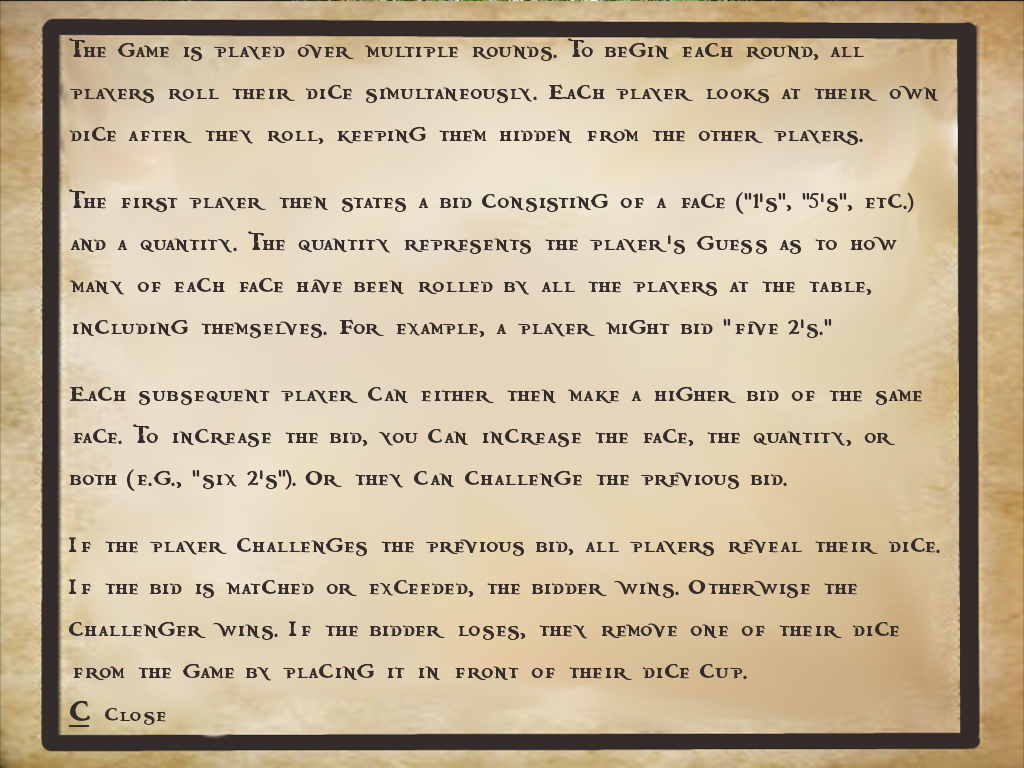 The Game is played over multiple rounds. To begin each round, all
players roll their dice simultaneously. Each player looks at their own
dice after they roll, keeping them hidden from the other players.
The first player then states a bid consisting of a face ("1's", "5's", etc.)
and a quantity. The quantity represents the player's guess as to how
many of each face have been rolled by all the players at the table,
including themselves. For example, a player might bid "five 2's."
Each subsequent player can either then make a higher bid of the same
face. To increase the bid, you can increase the face, the quantity, or
both (e.g., "six 2's"). Or they can challenge the previous bid.
If the player challenges the previous bid, all players reveal their dice.
If the bid is matched or exceeded, the bidder wins. Otherwise the
challenger wins. If the bidder loses, they remove one of their dice
from the game by placing it in front of their dice cup.
C Close